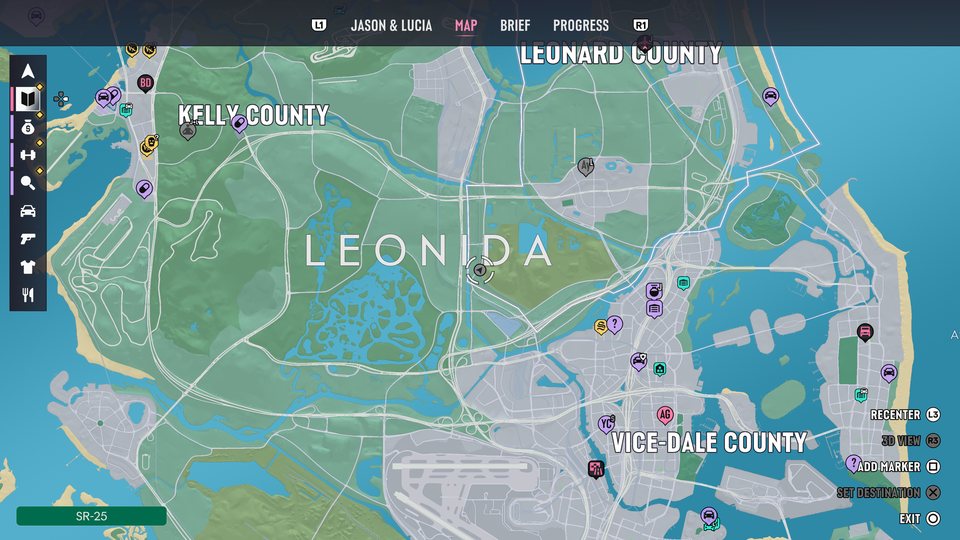 L1 JASON & LUCIA MAP BRIEF PROGRESS R1
LEONARD COUNTY
BD
KELLY COUNTY
LEONIDA
?
AG
YC
VICE-DALE COUNTY
?
RECENTER L3
3D VIEW R3
ADD MARKER
SET DESTINATION
EXIT
SR-25
A